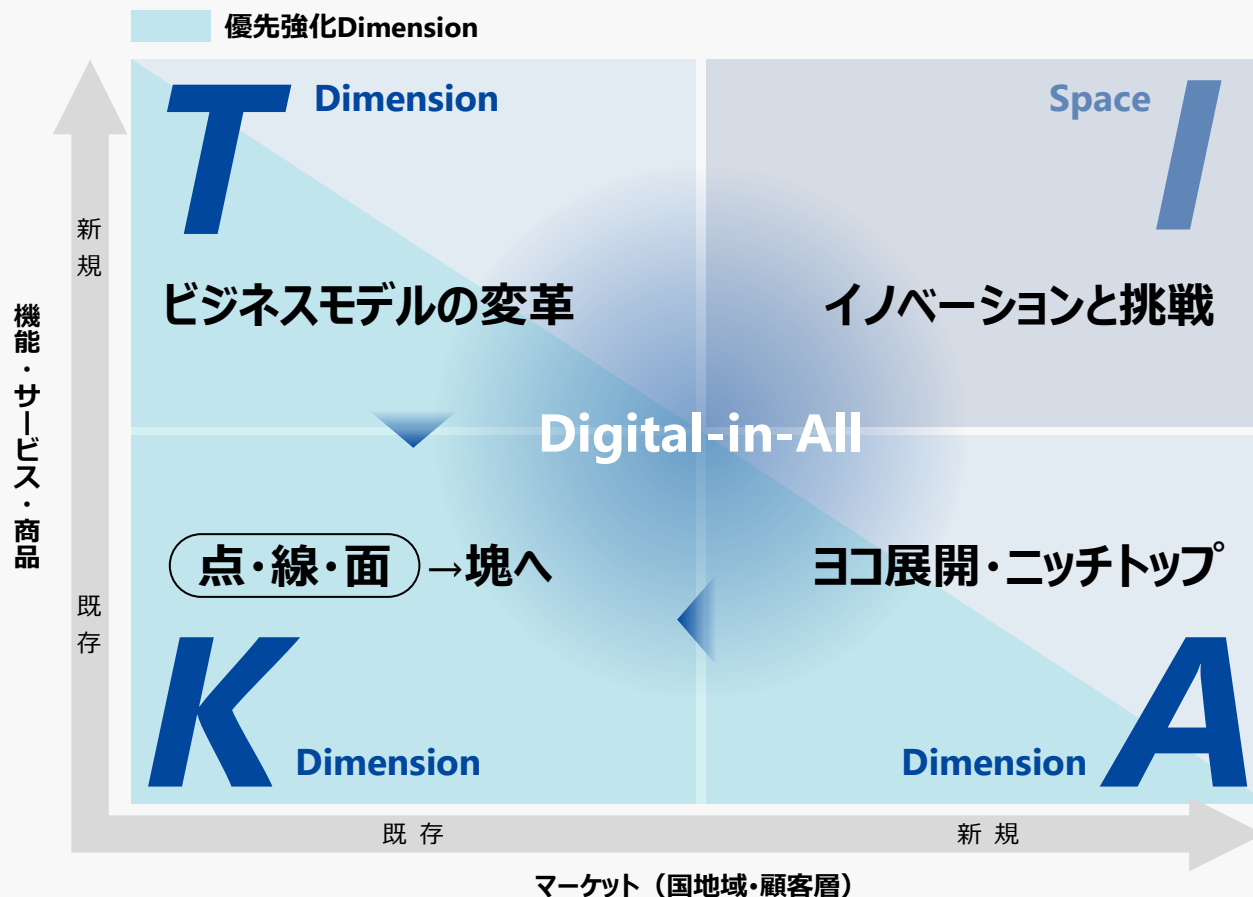 優先強化Dimension
T Dimension
Space I
新規
ビジネスモデルの変革
イノベーションと挑戦
機能・サービス・商品
Digital-in-All
点・線・面→塊へ
ヨコ展開・ニッチトップ
既存
K Dimension
Dimension A
既存
新規
マーケット（国地域・顧客層）